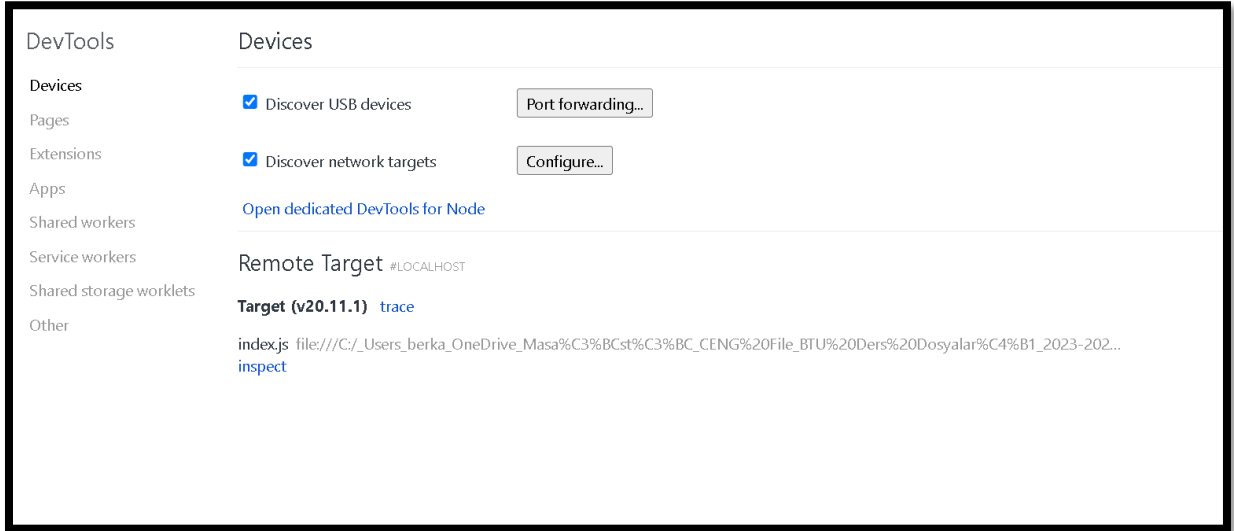 DevTools
Devices
Pages
Extensions
Apps
Shared workers
Service workers
Shared storage worklets
Other
Devices
Discover USB devices Port forwarding...
Discover network targets Configure...
Open dedicated DevTools for Node
Remote Target #LOCALHOST
Target (v20.11.1) trace
index.js file:///C:/_Users_berka_OneDrive_Masa%C3%BCst%C3%BC_CENG%20File_BTU%20Ders%20Dosyalar%C4%B1_2023-202...
inspect